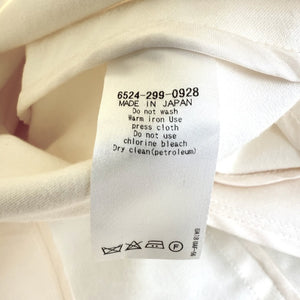 6524-299-0928
MADE IN JAPAN
Do not wash
Warm iron Use
press cloth
Do not use
chlorine bleach
Dry clean(petroleum)
F